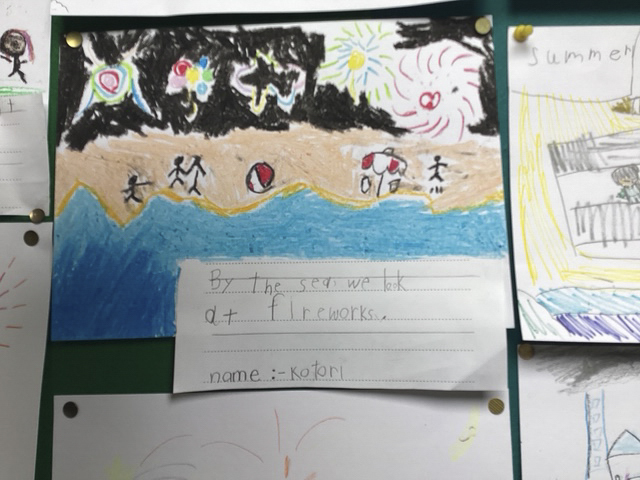 summer
By the sea we look
at fireworks.
name :- Kotori